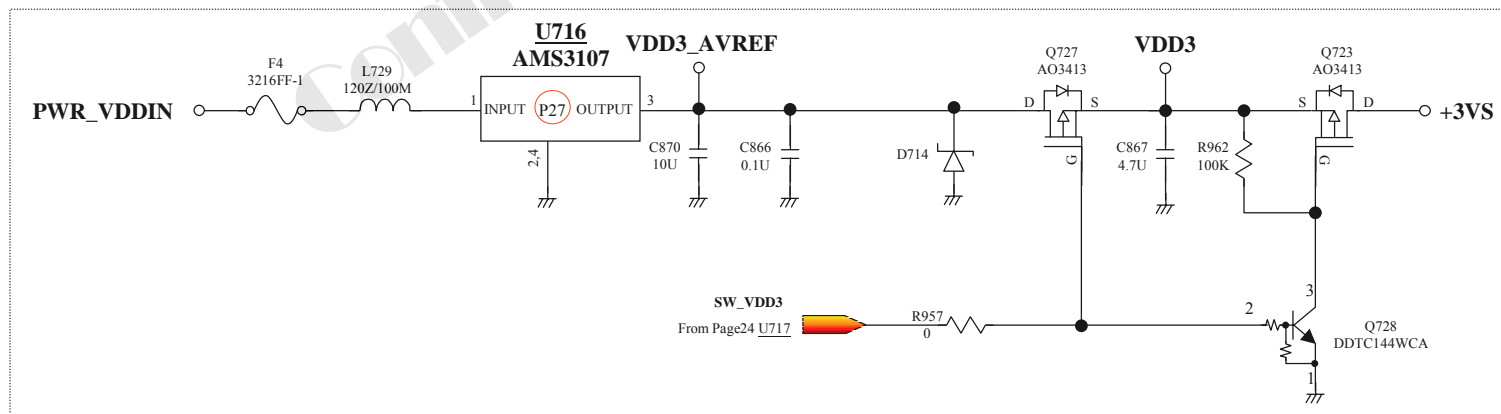 Confi
U716
AMS3107
VDD3_AVREF
Q727
AO3413
VDD3
Q723
AO3413
F4
3216FF-1
L729
120Z/100M
PWR_VDDIN
1
INPUT
P27
OUTPUT
3
D
S
S
D
+3VS
2,4
C870
10U
C866
0.1U
D714
G
C867
4.7U
R962
100K
G
SW_VDD3
From Page24 U717
R957
0
2
3
Q728
DDTC144WCA
1